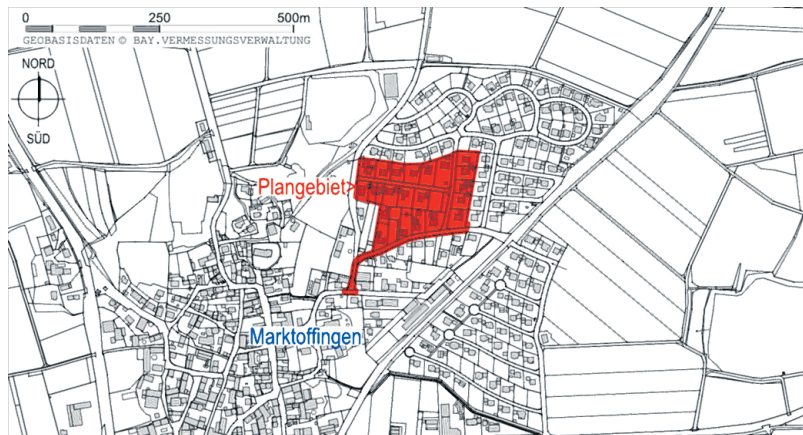 0 250 500m
GEOBASISDATEN © BAY.VERMESSUNGSVERWALTUNG
NORD
SÜD
Plangebiet>
Marktoffingen